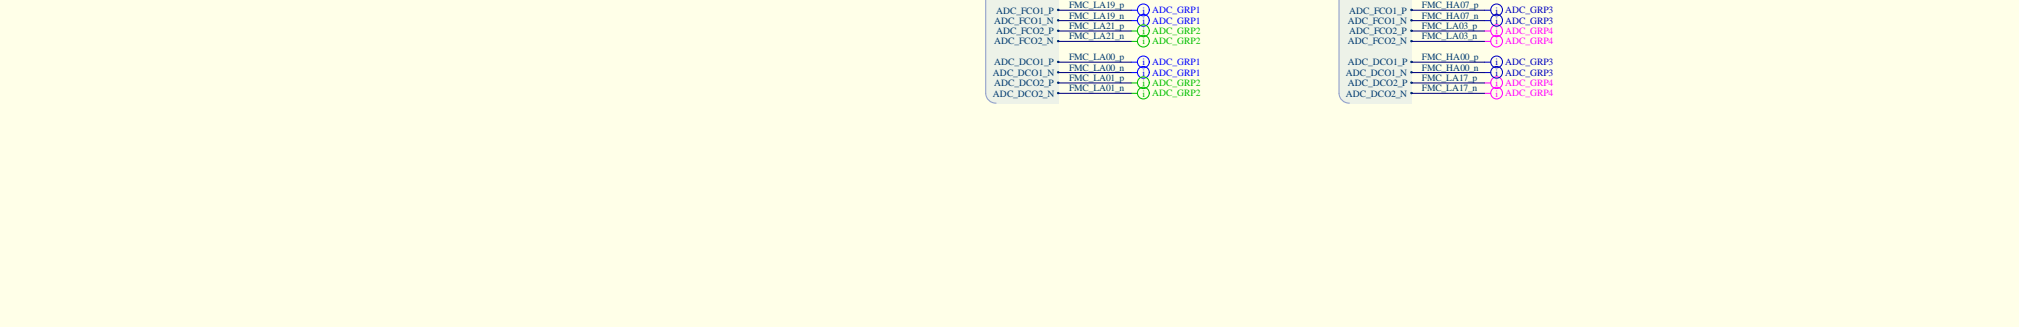 ADC_FCO1_P FMC_LA19_p ADC_GRP1
ADC_FCO1_N FMC_LA19_n ADC_GRP1
ADC_FCO2_P FMC_LA21_p ADC_GRP2
ADC_FCO2_N FMC_LA21_n ADC_GRP2
ADC_DCO1_P FMC_LA00_p ADC_GRP1
ADC_DCO1_N FMC_LA00_n ADC_GRP1
ADC_DCO2_P FMC_LA01_p ADC_GRP2
ADC_DCO2_N FMC_LA01_n ADC_GRP2
ADC_FCO1_P FMC_HA07_p ADC_GRP3
ADC_FCO1_N FMC_HA07_n ADC_GRP3
ADC_FCO2_P FMC_LA03_p ADC_GRP4
ADC_FCO2_N FMC_LA03_n ADC_GRP4
ADC_DCO1_P FMC_HA00_p ADC_GRP3
ADC_DCO1_N FMC_HA00_n ADC_GRP3
ADC_DCO2_P FMC_LA17_p ADC_GRP4
ADC_DCO2_N FMC_LA17_n ADC_GRP4